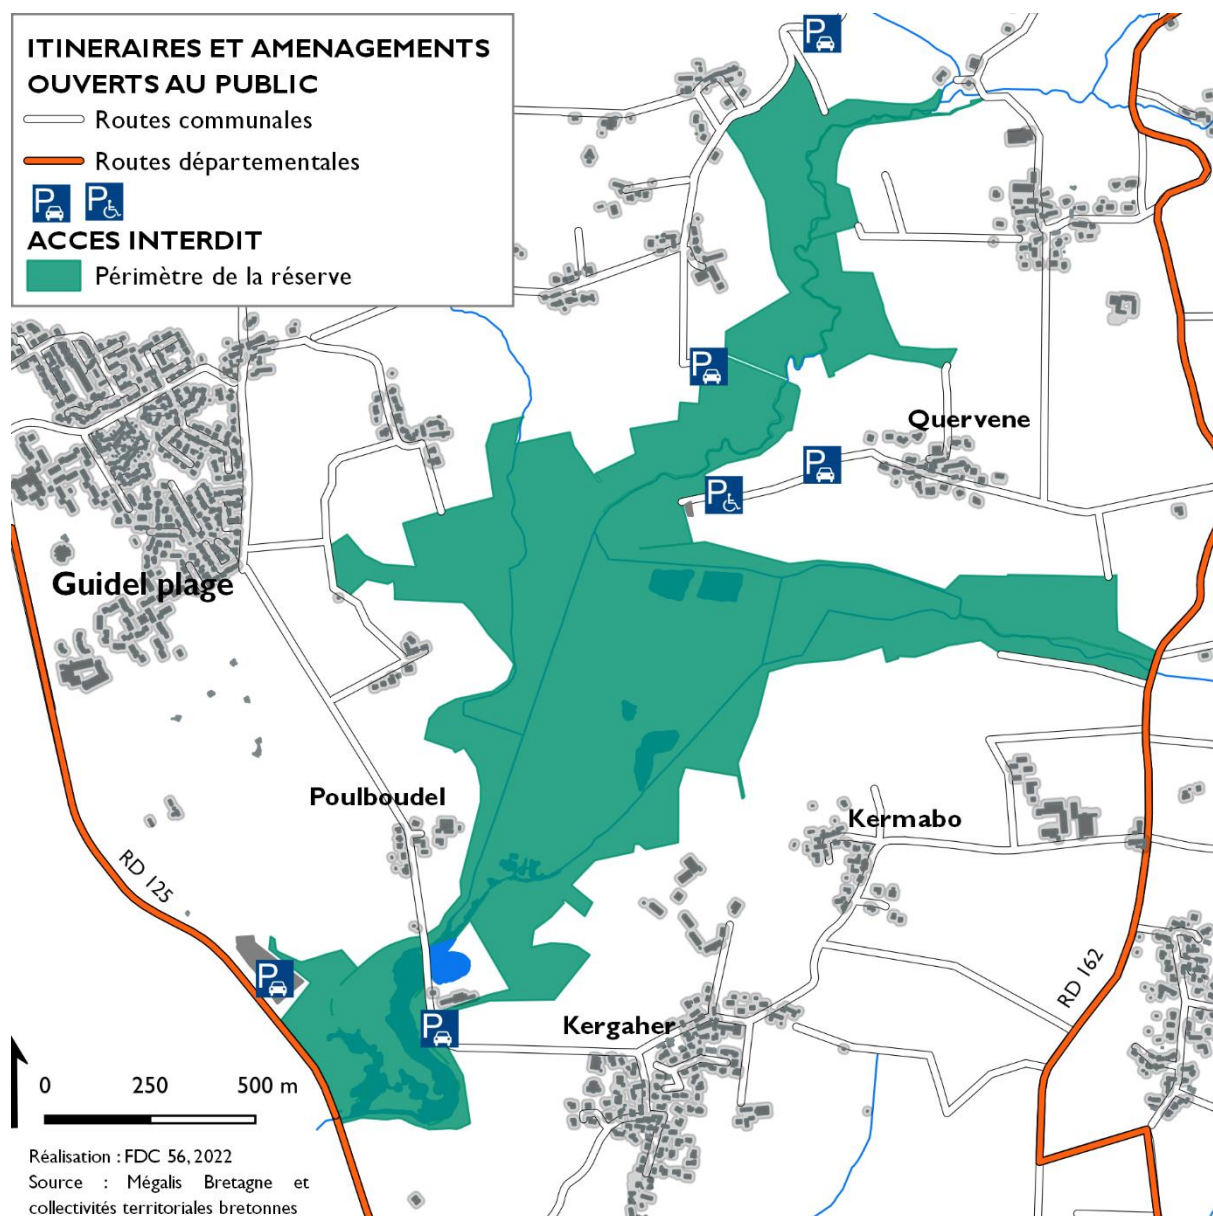 ITINERAIRES ET AMENAGEMENTS
OUVERTS AU PUBLIC
Routes communales
Routes départementales
P P
ACCES INTERDIT
Périmètre de la réserve
P
P
Quervene
P
P
Guidel plage
Poulboudel
Kermabo
RD 125
RD 162
P
P
Kergaher
0 250 500 m
Réalisation : FDC 56, 2022
Source : Mégalis Bretagne et
collectivités territoriales bretonnes